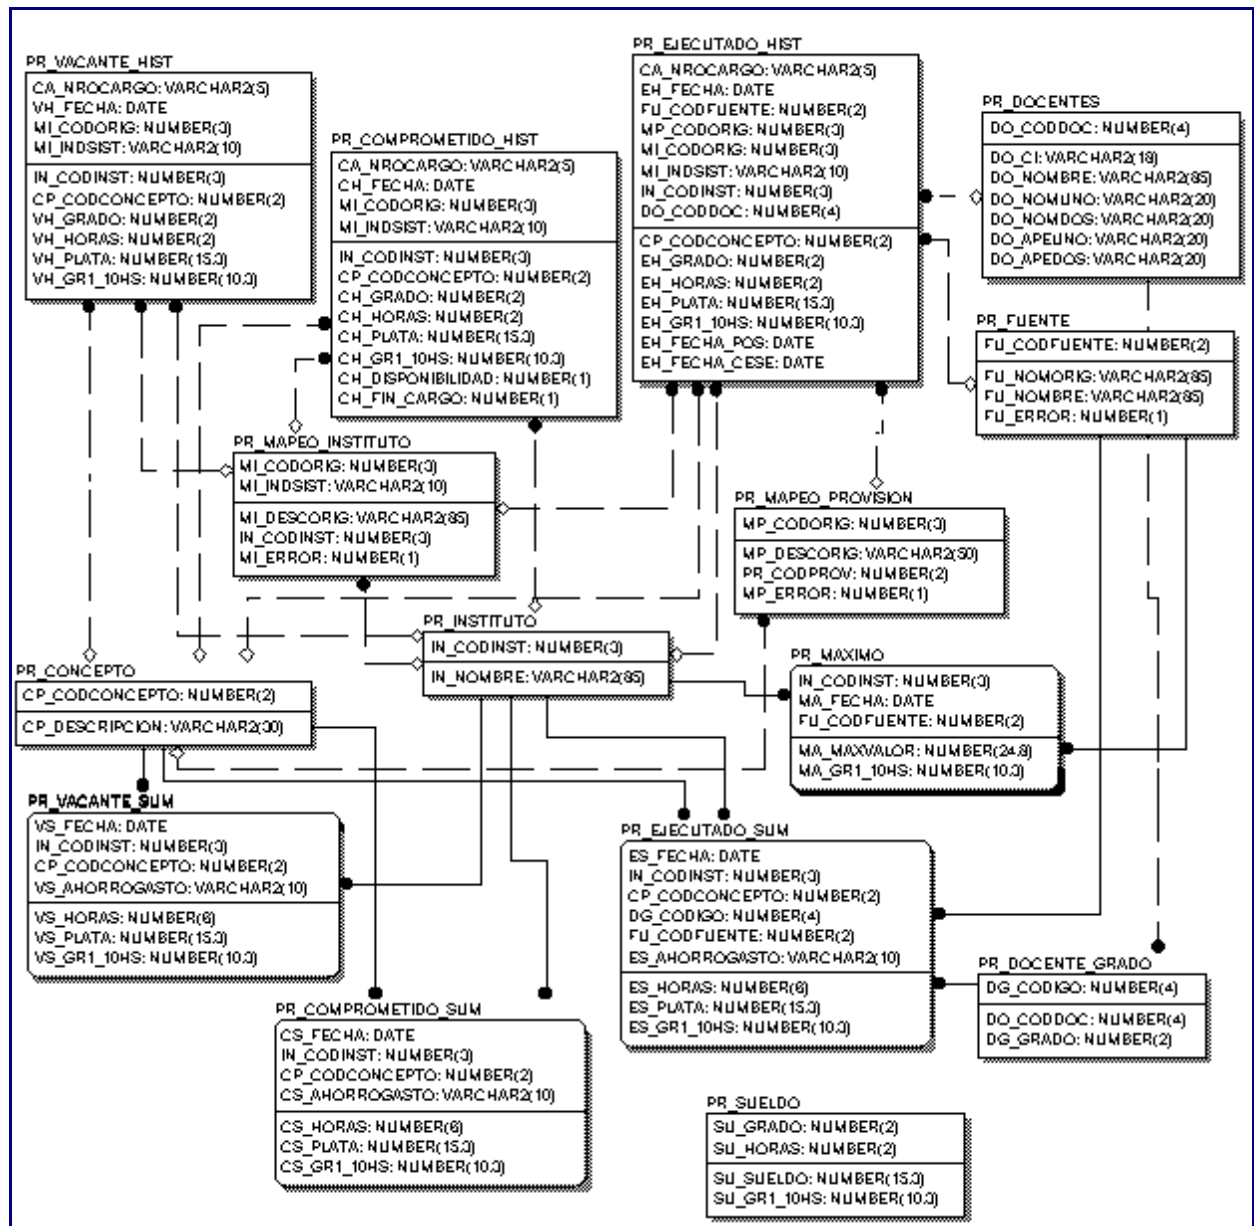 PR_VACANTE_HIST
CA_NROCARGO: VARCHAR2(5)
VH_FECHA: DATE
MI_CODORIG: NUMBER(3)
MI_INDSIST: VARCHAR2(10)
IN_CODINST: NUMBER(3)
CP_CODCONCEPTO: NUMBER(2)
VH_GRADO: NUMBER(2)
VH_HORAS: NUMBER(2)
VH_PLATA: NUMBER(15.3)
VH_GR1_10HS: NUMBER(10.3)
PR_COMPROMETIDO_HIST
CA_NROCARGO: VARCHAR2(5)
CH_FECHA: DATE
MI_CODORIG: NUMBER(3)
MI_INDSIST: VARCHAR2(10)
IN_CODINST: NUMBER(3)
CP_CODCONCEPTO: NUMBER(2)
CH_GRADO: NUMBER(2)
CH_HORAS: NUMBER(2)
CH_PLATA: NUMBER(15.3)
CH_GR1_10HS: NUMBER(10.3)
CH_DISPONIBILIDAD: NUMBER(1)
CH_FIN_CARGO: NUMBER(1)
PR_EJECUTADO_HIST
CA_NROCARGO: VARCHAR2(5)
EH_FECHA: DATE
FU_CODFUENTE: NUMBER(2)
MP_CODORIG: NUMBER(3)
MI_CODORIG: NUMBER(3)
MI_INDSIST: VARCHAR2(10)
IN_CODINST: NUMBER(3)
DO_CODDOC: NUMBER(4)
CP_CODCONCEPTO: NUMBER(2)
EH_GRADO: NUMBER(2)
EH_HORAS: NUMBER(2)
EH_PLATA: NUMBER(15.3)
EH_GR1_10HS: NUMBER(10.3)
EH_FECHA_POS: DATE
EH_FECHA_CESE: DATE
PR_DOCENTES
DO_CODDOC: NUMBER(4)
DO_CI: VARCHAR2(18)
DO_NOMBRE: VARCHAR2(85)
DO_NOMUNO: VARCHAR2(20)
DO_NOMDOS: VARCHAR2(20)
DO_APEUNO: VARCHAR2(20)
DO_APEDOS: VARCHAR2(20)
PR_FUENTE
FU_CODFUENTE: NUMBER(2)
FU_NOMORIG: VARCHAR2(85)
FU_NOMBRE: VARCHAR2(85)
FU_ERROR: NUMBER(1)
PR_MAPEO_INSTITUTO
MI_CODORIG: NUMBER(3)
MI_INDSIST: VARCHAR2(10)
MI_DESCORIG: VARCHAR2(85)
IN_CODINST: NUMBER(3)
MI_ERROR: NUMBER(1)
PR_MAPEO_PROVISION
MP_CODORIG: NUMBER(3)
MP_DESCORIG: VARCHAR2(50)
PR_CODPROV: NUMBER(2)
MP_ERROR: NUMBER(1)
PR_INSTITUTO
IN_CODINST: NUMBER(3)
IN_NOMBRE: VARCHAR2(85)
PR_CONCEPTO
CP_CODCONCEPTO: NUMBER(2)
CP_DESCRIPCION: VARCHAR2(30)
PR_MAXIMO
IN_CODINST: NUMBER(3)
MA_FECHA: DATE
FU_CODFUENTE: NUMBER(2)
MA_MAXVALOR: NUMBER(24.8)
MA_GR1_10HS: NUMBER(10.3)
PR_VACANTE_SUM
VS_FECHA: DATE
IN_CODINST: NUMBER(3)
CP_CODCONCEPTO: NUMBER(2)
VS_AHORROGASTO: VARCHAR2(10)
VS_HORAS: NUMBER(6)
VS_PLATA: NUMBER(15.3)
VS_GR1_10HS: NUMBER(10.3)
PR_EJECUTADO_SUM
ES_FECHA: DATE
IN_CODINST: NUMBER(3)
CP_CODCONCEPTO: NUMBER(2)
DG_CODIGO: NUMBER(4)
FU_CODFUENTE: NUMBER(2)
ES_AHORROGASTO: VARCHAR2(10)
ES_HORAS: NUMBER(6)
ES_PLATA: NUMBER(15.3)
ES_GR1_10HS: NUMBER(10.3)
PR_DOCENTE_GRADO
DG_CODIGO: NUMBER(4)
DO_CODDOC: NUMBER(4)
DG_GRADO: NUMBER(2)
PR_COMPROMETIDO_SUM
CS_FECHA: DATE
IN_CODINST: NUMBER(3)
CP_CODCONCEPTO: NUMBER(2)
CS_AHORROGASTO: VARCHAR2(10)
CS_HORAS: NUMBER(6)
CS_PLATA: NUMBER(15.3)
CS_GR1_10HS: NUMBER(10.3)
PR_SUELDO
SU_GRADO: NUMBER(2)
SU_HORAS: NUMBER(2)
SU_SUELDO: NUMBER(15.3)
SU_GR1_10HS: NUMBER(10.3)